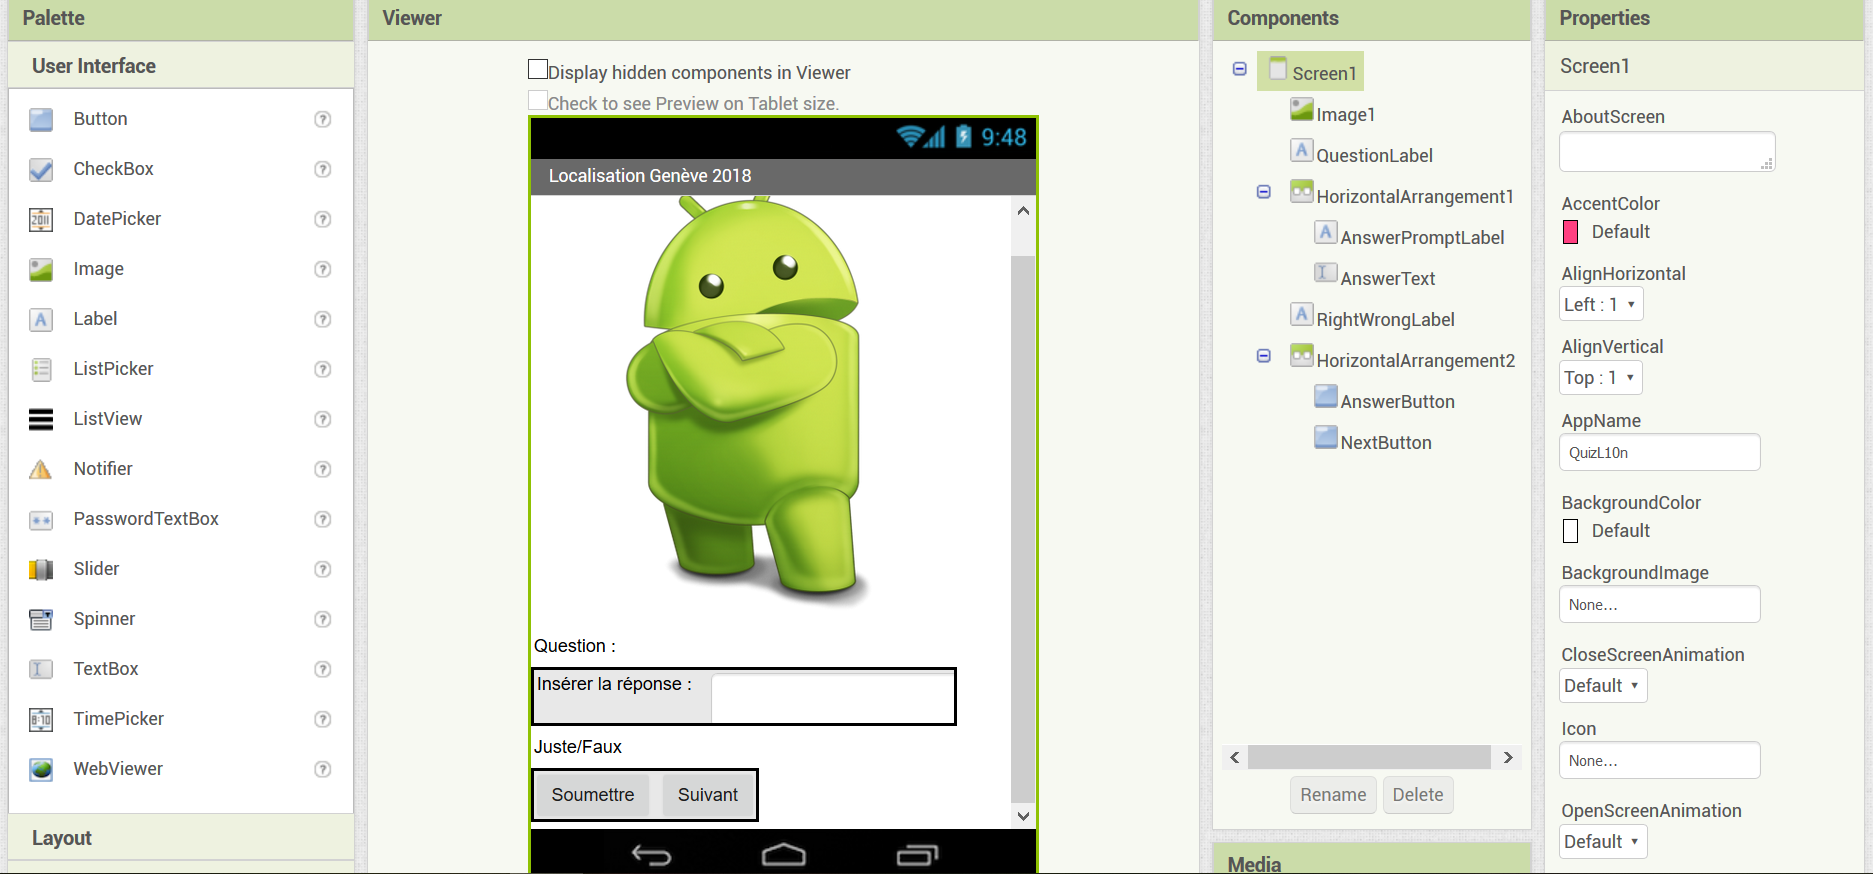 Palette
User Interface
Button
CheckBox
DatePicker
Image
Label
ListPicker
ListView
Notifier
PasswordTextBox
Slider
Spinner
TextBox
TimePicker
WebViewer
Layout
Viewer
Display hidden components in Viewer
Check to see Preview on Tablet size.
9:48
Localisation Genève 2018
Question :
Insérer la réponse :
Juste/Faux
Soumettre Suivant
Components
Screen1
Image1
QuestionLabel
HorizontalArrangement1
AnswerPromptLabel
AnswerText
RightWrongLabel
HorizontalArrangement2
AnswerButton
NextButton
Rename Delete
Media
Properties
Screen1
AboutScreen
AccentColor
Default
AlignHorizontal
Left : 1
AlignVertical
Top : 1
AppName
QuizL10n
BackgroundColor
Default
BackgroundImage
None...
CloseScreenAnimation
Default
Icon
None...
OpenScreenAnimation
Default